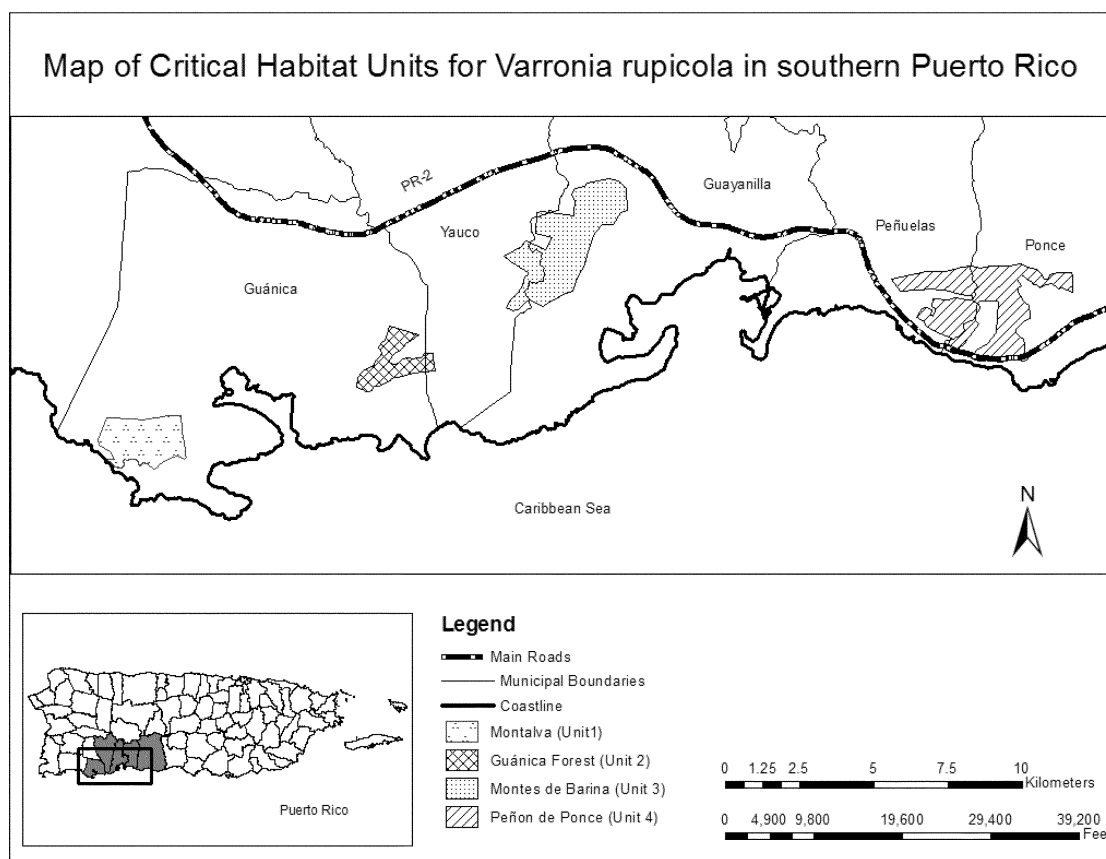 Map of Critical Habitat Units for Varronia rupicola in southern Puerto Rico
PR-2
Guayanilla
Yauco
Peñuelas
Ponce
Guánica
Caribbean Sea
N
Puerto Rico
Legend
Main Roads
Municipal Boundaries
Coastline
Montalva (Unit1)
Guánica Forest (Unit 2)
Montes de Barina (Unit 3)
Peñon de Ponce (Unit 4)
0 1.25 2.5 5 7.5 10
Kilometers
0 4,900 9,800 19,600 29,400 39,200
Fee